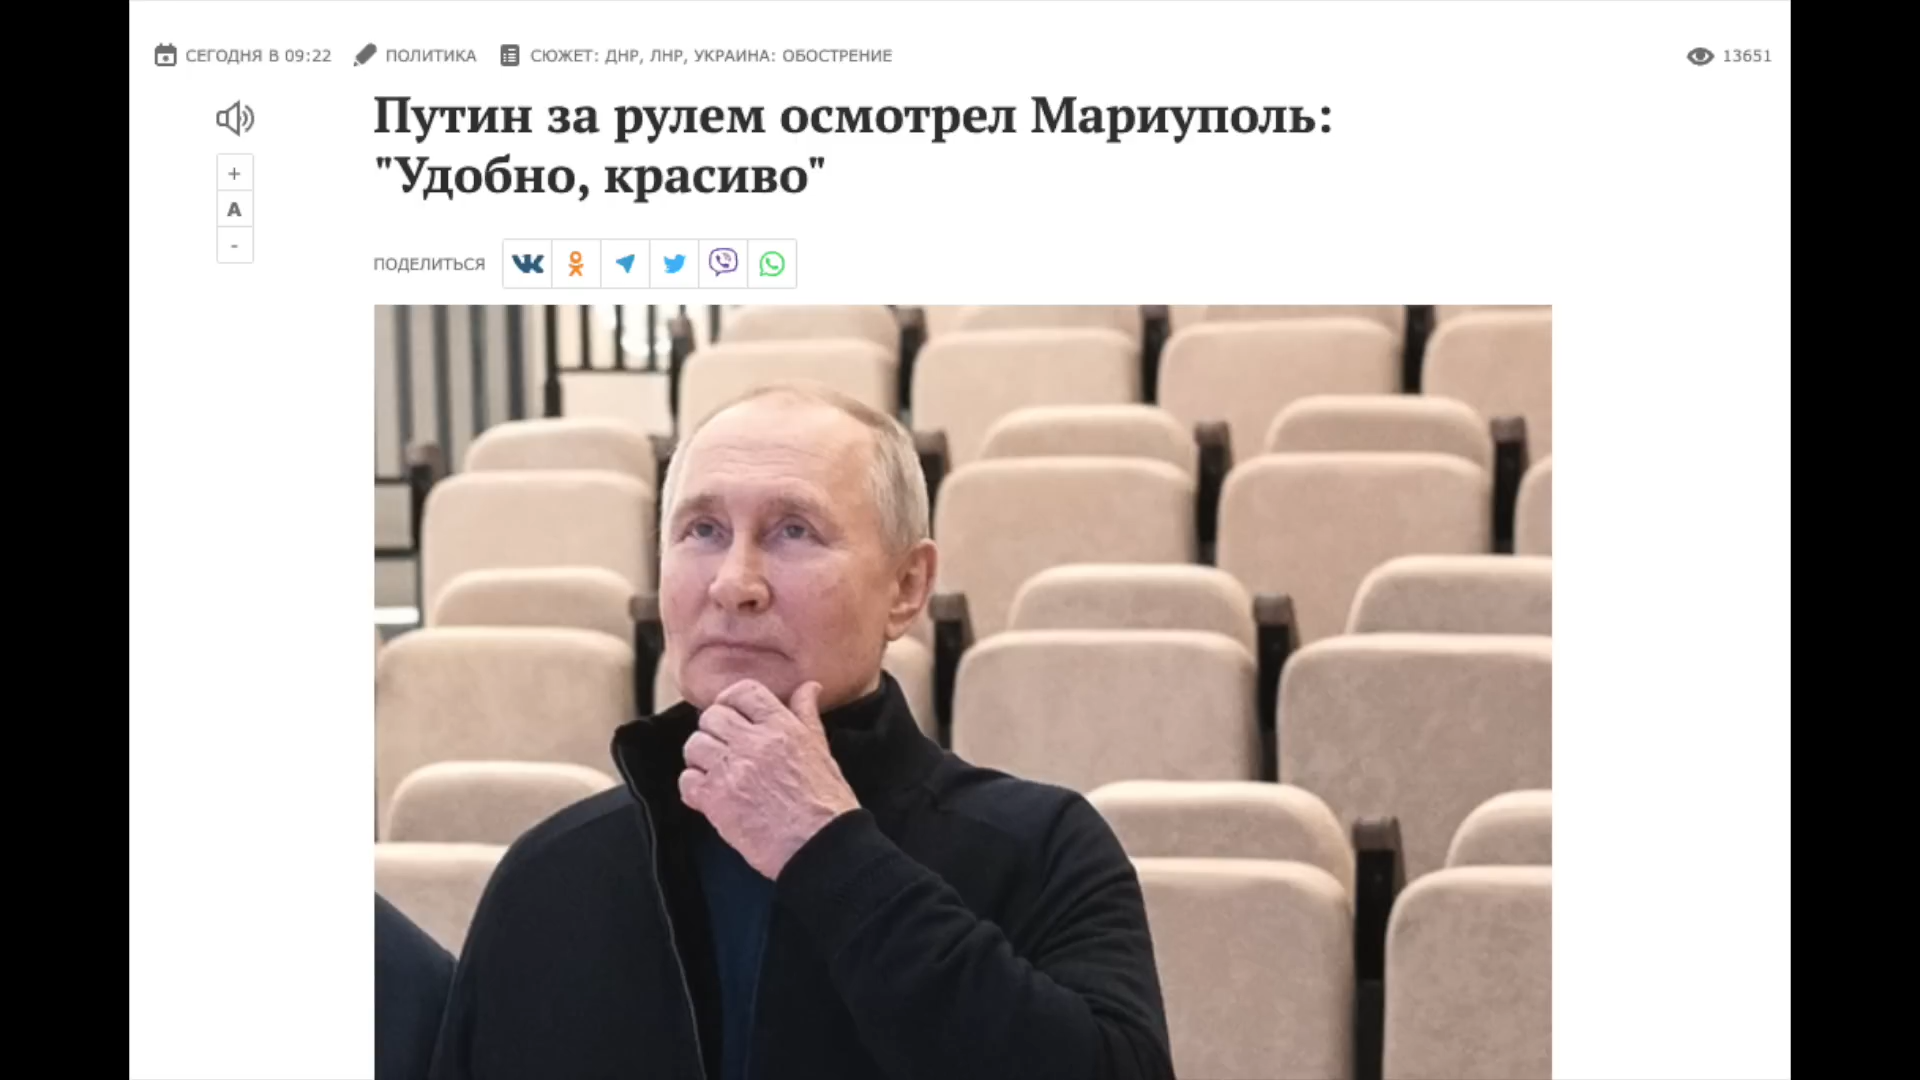 СЕГОДНЯ В 09:22 ПОЛИТИКА СЮЖЕТ: ДНР, ЛНР, УКРАИНА: ОБОСТРЕНИЕ 13651
Путин за рулем осмотрел Мариуполь:
"Удобно, красиво"
+
А
-
ПОДЕЛИТЬСЯ